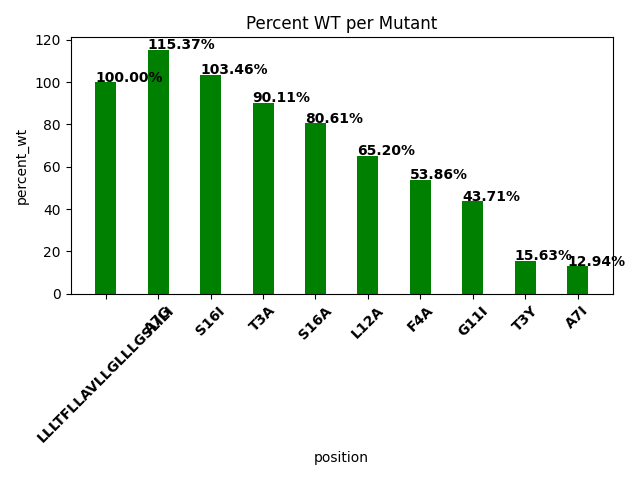 Percent WT per Mutant
120
100
80
60
40
20
0
percent_wt
100.00%
115.37%
103.46%
90.11%
80.61%
65.20%
53.86%
43.71%
15.63%
12.94%
A7G
S16I
T3A
S16A
L12A
F4A
G11I
T3Y
A7I
position